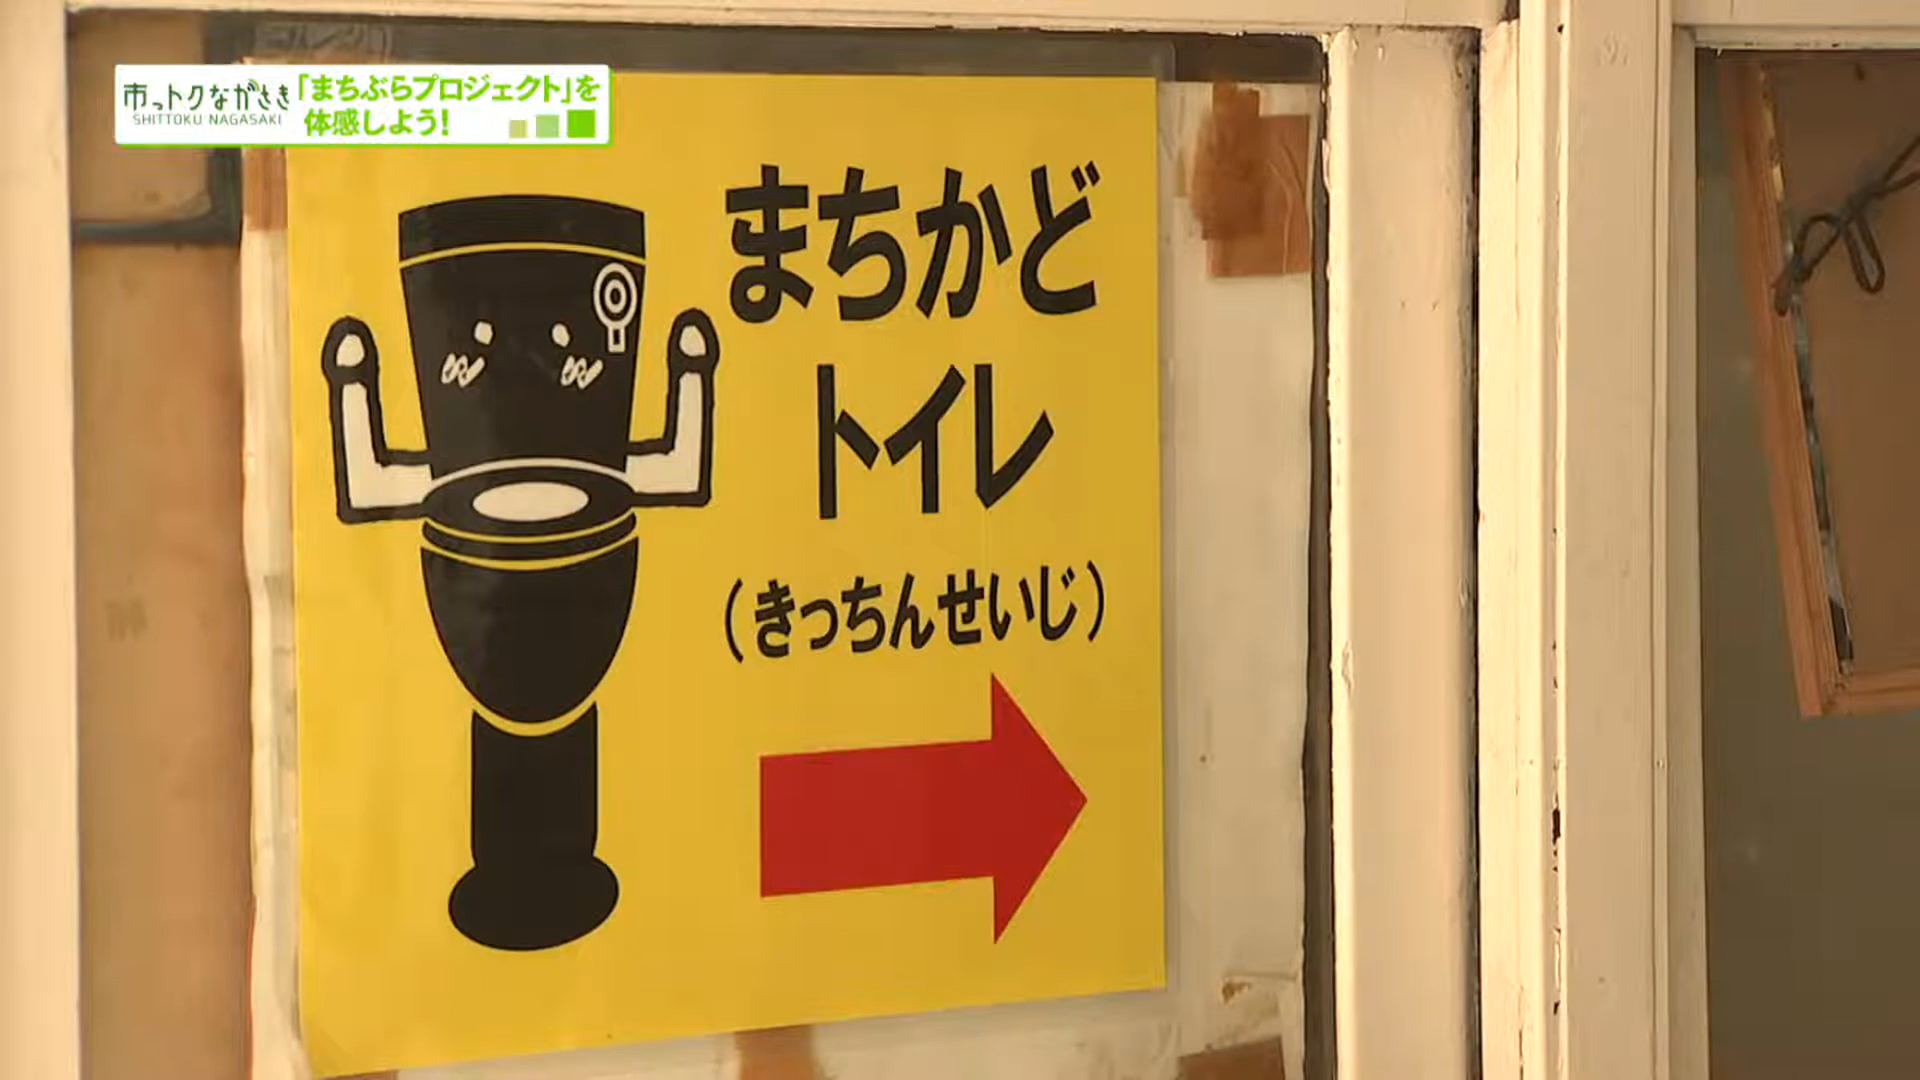 市っトクながさき
SHITTOKU NAGASAKI
「まちぶらプロジェクト」を
体感しよう！
まちかど
トイレ
（きっちんせいじ）